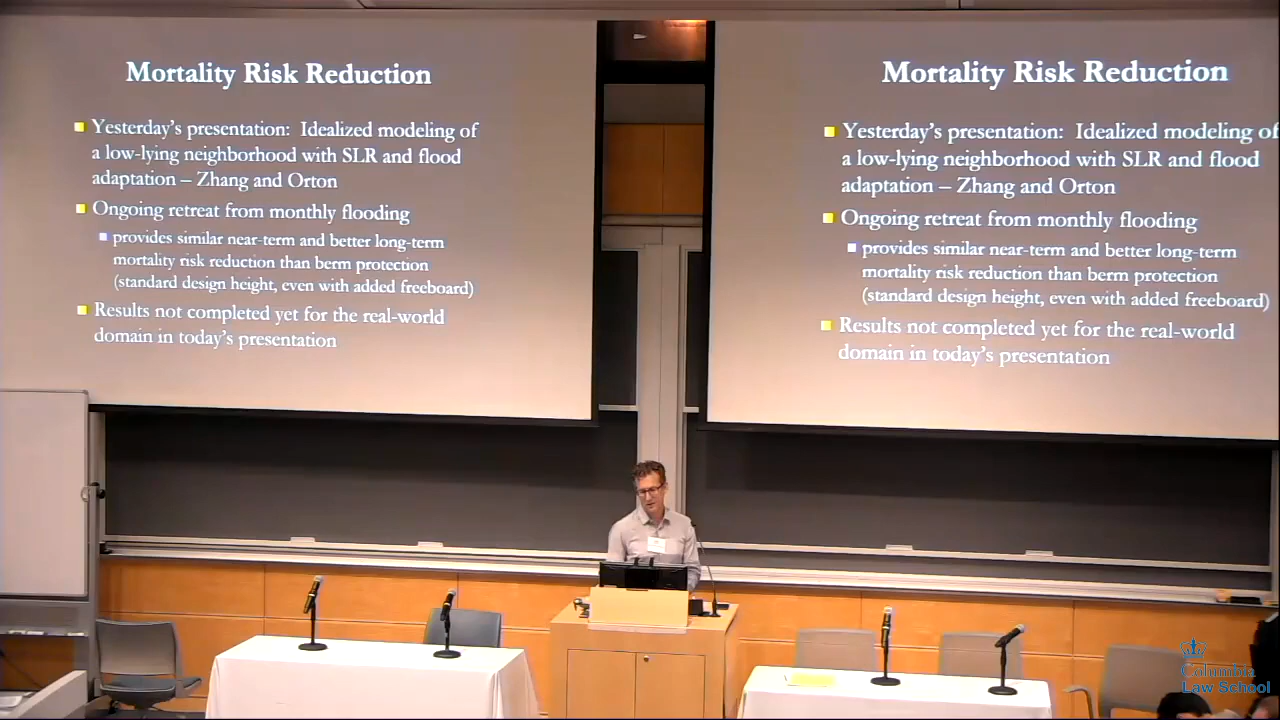 Mortality Risk Reduction
Yesterday's presentation: Idealized modeling of
a low-lying neighborhood with SLR and flood
adaptation – Zhang and Orton
Ongoing retreat from monthly flooding
provides similar near-term and better long-term
mortality risk reduction than berm protection
(standard design height, even with added freeboard)
Results not completed yet for the real-world
domain in today's presentation
Mortality Risk Reduction
Yesterday's presentation: Idealized modeling of
a low-lying neighborhood with SLR and flood
adaptation – Zhang and Orton
Ongoing retreat from monthly flooding
provides similar near-term and better long-term
mortality risk reduction than berm protection
(standard design height, even with added freeboard)
Results not completed yet for the real-world
domain in today's presentation
Columbia
Law School